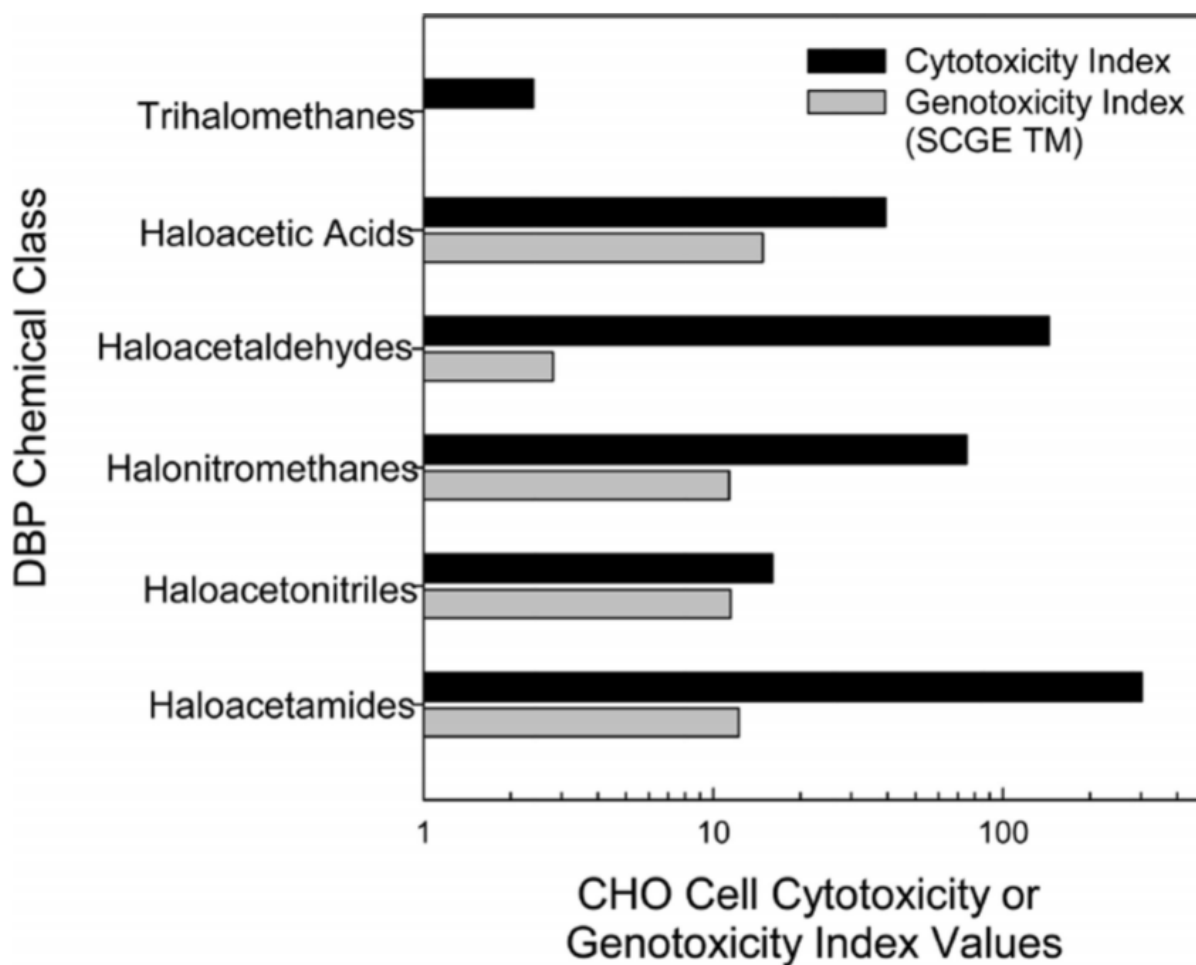 Cytotoxicity Index
Genotoxicity Index
(SCGE TM)
DBP Chemical Class
Trihalomethanes
Haloacetic Acids
Haloacetaldehydes
Halonitromethanes
Haloacetonitriles
Haloacetamides
1 10 100
CHO Cell Cytotoxicity or
Genotoxicity Index Values